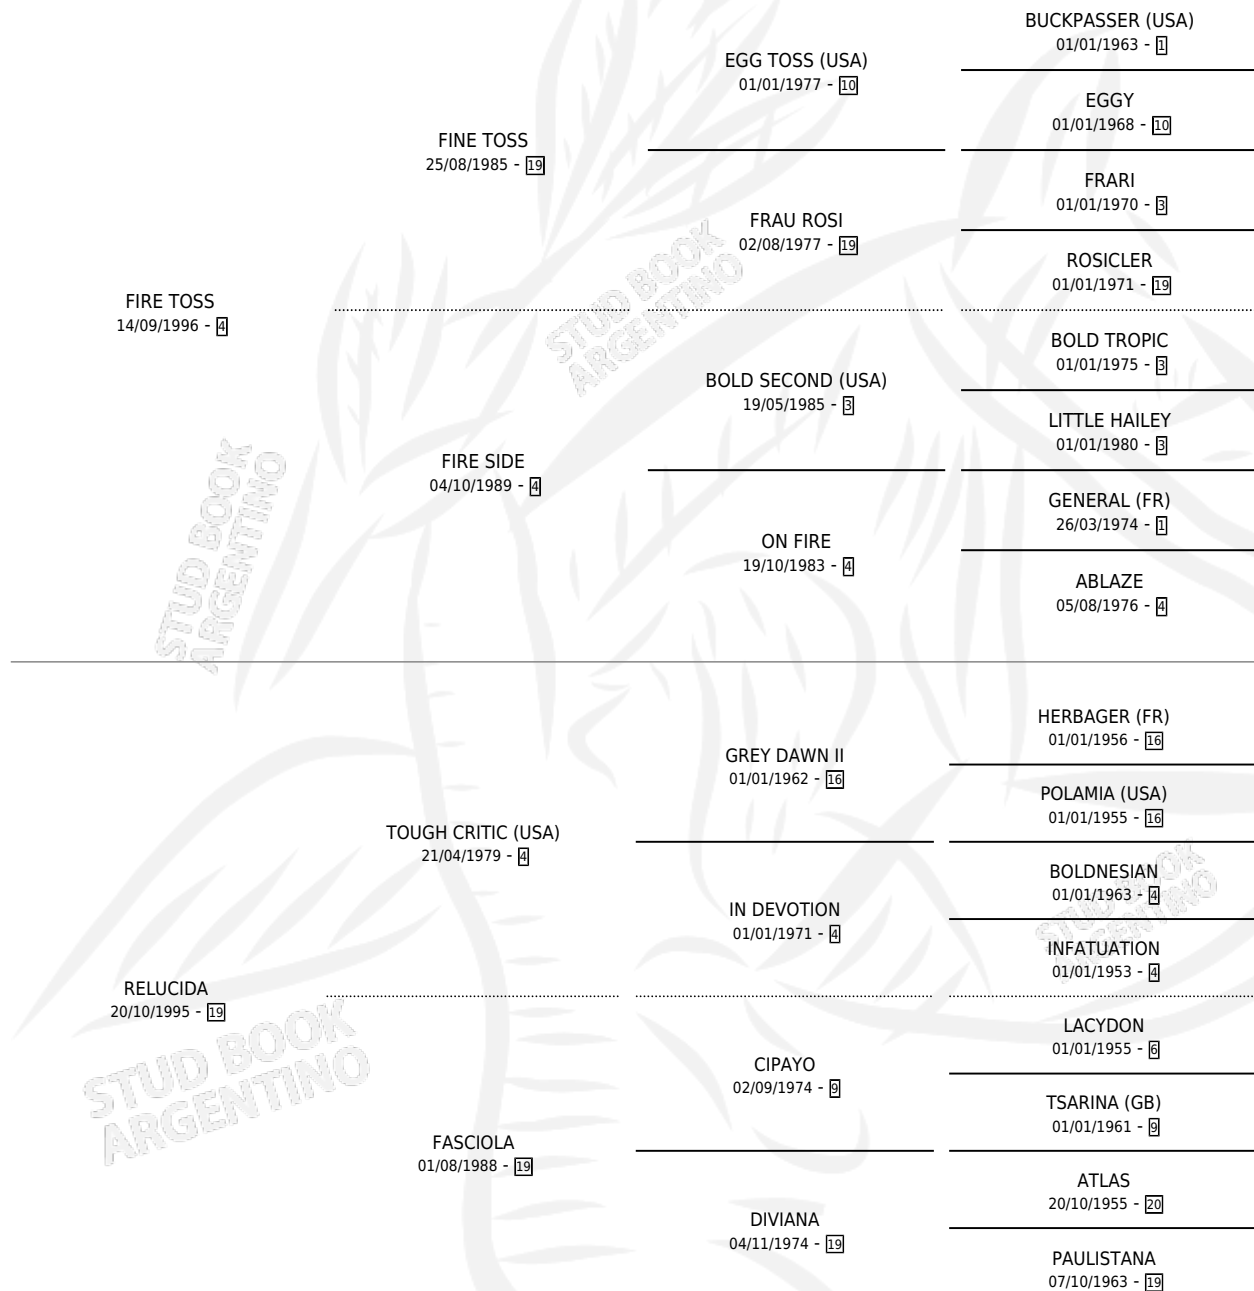 BUCKPASSER (USA)
01/01/1963 - 1
EGG TOSS (USA)
01/01/1977 - 10
EGGY
01/01/1968 - 10
FINE TOSS
25/08/1985 - 19
FRARI
01/01/1970 - 3
FRAU ROSI
02/08/1977 - 19
ROSICLER
01/01/1971 - 19
FIRE TOSS
14/09/1996 - 4
BOLD TROPIC
01/01/1975 - 3
BOLD SECOND (USA)
19/05/1985 - 3
LITTLE HAILEY
01/01/1980 - 3
FIRE SIDE
04/10/1989 - 4
GENERAL (FR)
26/03/1974 - 1
ON FIRE
19/10/1983 - 4
ABLAZE
05/08/1976 - 4
HERBAGER (FR)
01/01/1956 - 16
GREY DAWN II
01/01/1962 - 16
POLAMIA (USA)
01/01/1955 - 16
TOUGH CRITIC (USA)
21/04/1979 - 4
BOLDNESIAN
01/01/1963 - 4
IN DEVOTION
01/01/1971 - 4
INFATUATION
01/01/1953 - 4
RELUCIDA
20/10/1995 - 19
LACYDON
01/01/1955 - 6
CIPAYO
02/09/1974 - 9
TSARINA (GB)
01/01/1961 - 9
FASCIOLA
01/08/1988 - 19
ATLAS
20/10/1955 - 20
DIVIANA
04/11/1974 - 19
PAULISTANA
07/10/1963 - 19
STUD BOOK
ARGENTINO
STUD BOOK
ARGENTINO
STUD BOOK
ARGENTINO
STUD BOOK
ARGENTINO